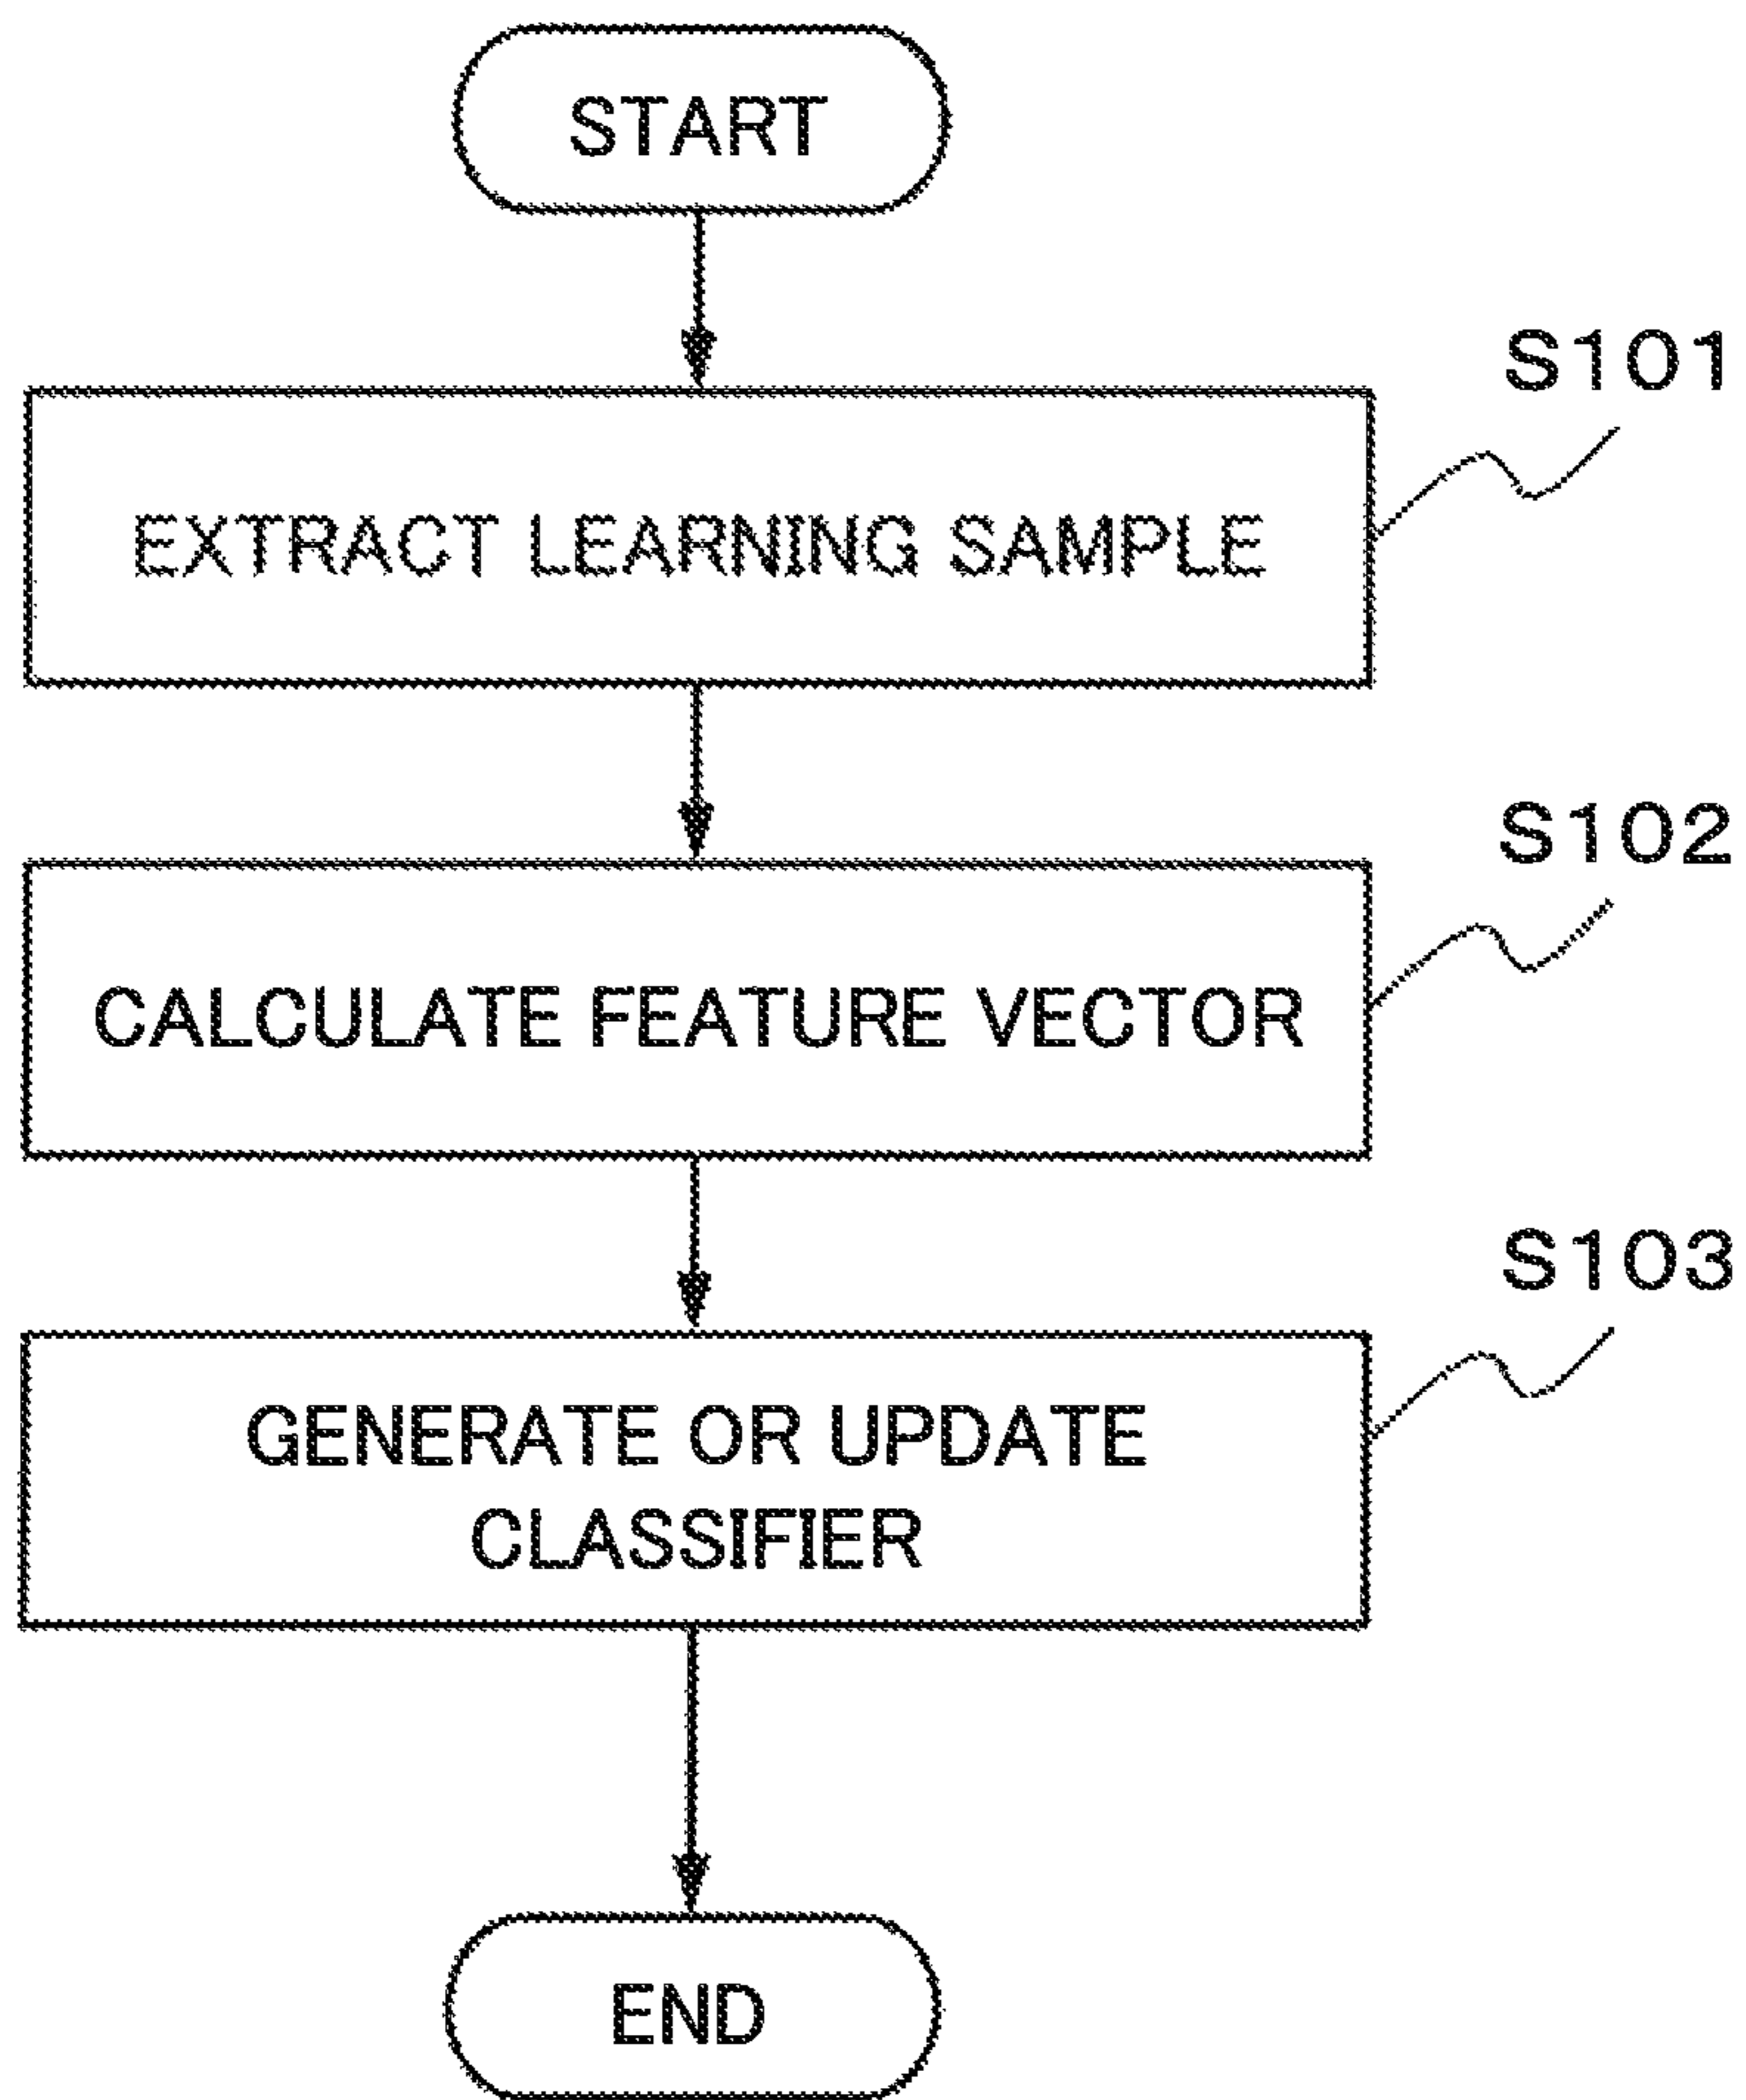 START
S101
EXTRACT LEARNING SAMPLE
S102
CALCULATE FEATURE VECTOR
S103
GENERATE OR UPDATE
CLASSIFIER
END